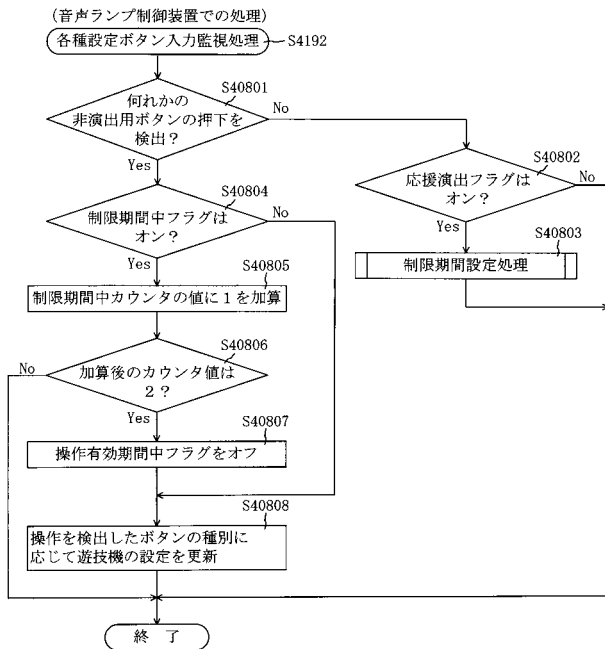 (音声ランプ制御装置での処理)
各種設定ボタン入力監視処理
S4192
S40801
何れかの
非演出用ボタンの押下を
検出?
No
Yes
S40802
応援演出フラグは
オン?
No
Yes
S40803
制限期間設定処理
S40804
制限期間中フラグは
オン?
No
Yes
S40805
制限期間中カウンタの値に1を加算
S40806
No
加算後のカウンタ値は
2?
Yes
S40807
操作有効期間中フラグをオフ
S40808
操作を検出したボタンの種別に
応じて遊技機の設定を更新
終 了